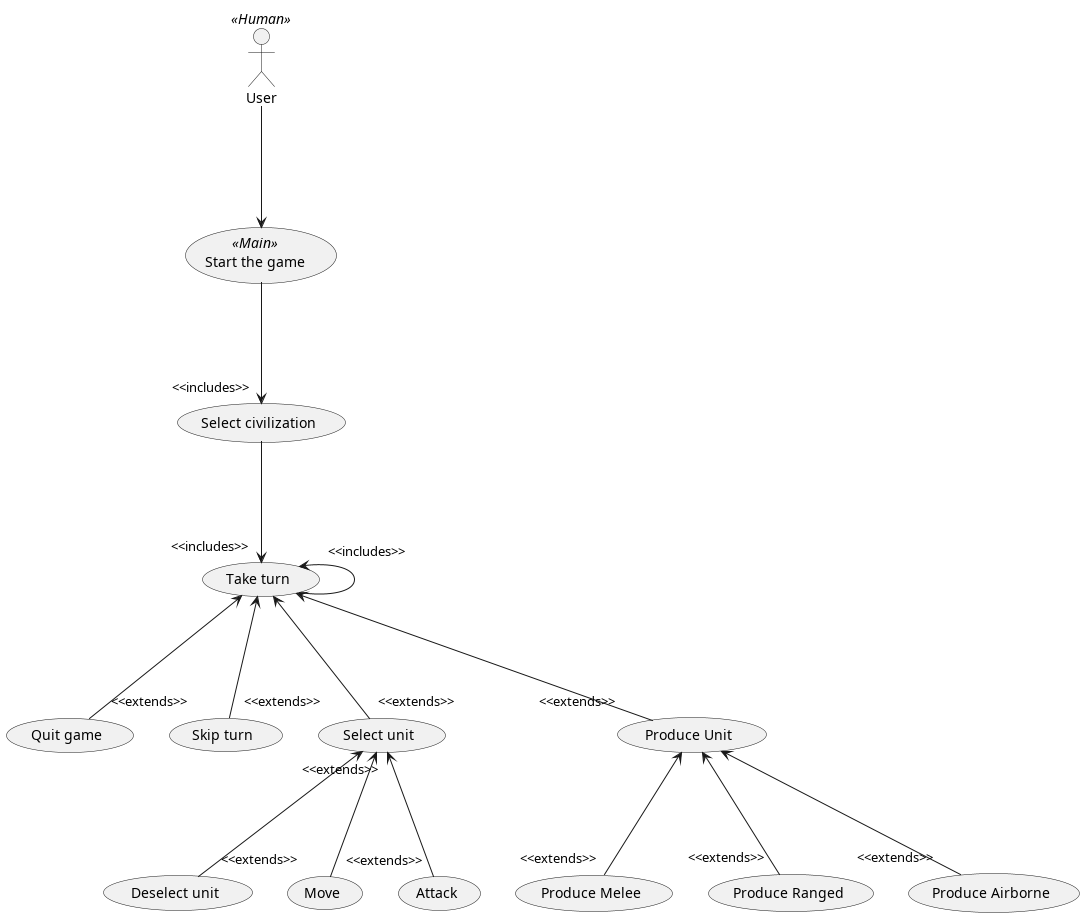 «Human»
User
«Main»
Start the game
<<includes>>
Select civilization
<<includes>>
<<includes>>
Take turn
<<extends>>
<<extends>>
<<extends>>
<<extends>>
Quit game
Skip turn
Select unit
Produce Unit
<<extends>>
<<extends>>
<<extends>>
<<extends>>
<<extends>>
<<extends>>
Deselect unit
Move
Attack
Produce Melee
Produce Ranged
Produce Airborne